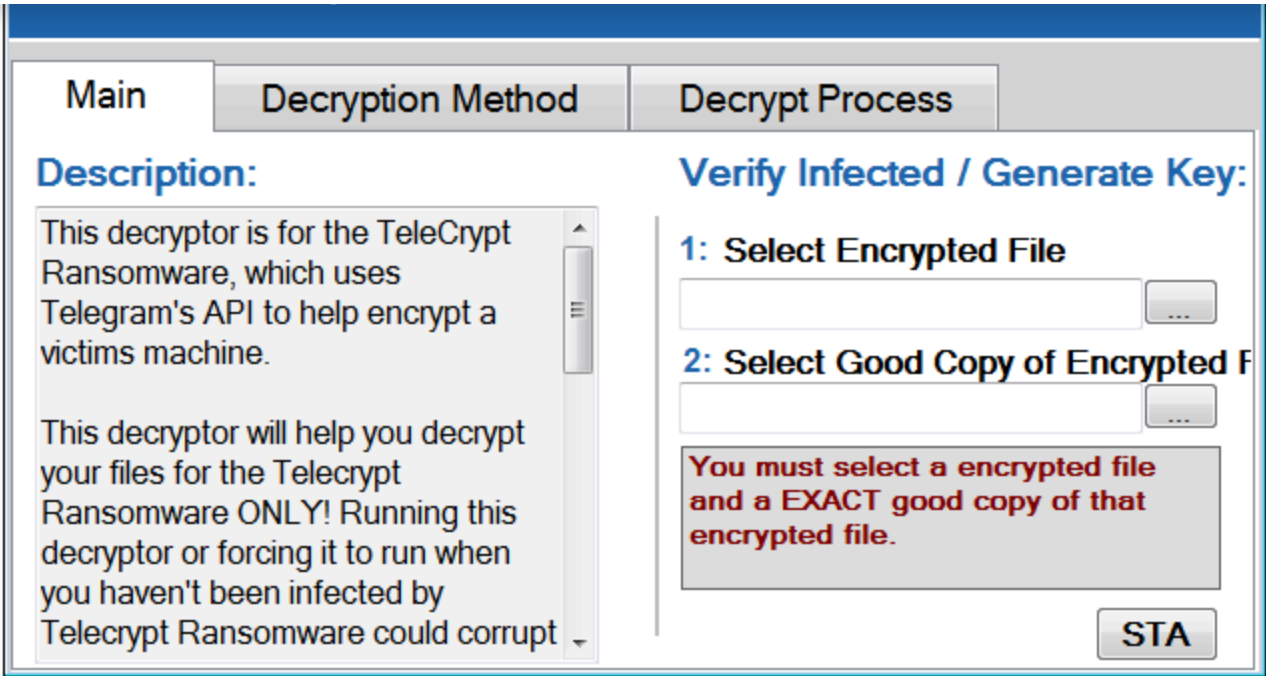 Main
Decryption Method
Decrypt Process
Description:
This decryptor is for the TeleCrypt
Ransomware, which uses
Telegram's API to help encrypt a
victims machine.
This decryptor will help you decrypt
your files for the Telecrypt
Ransomware ONLY! Running this
decryptor or forcing it to run when
you haven't been infected by
Telecrypt Ransomware could corrupt
Verify Infected / Generate Key:
1: Select Encrypted File
...
2: Select Good Copy of Encrypted F
...
You must select a encrypted file
and a EXACT good copy of that
encrypted file.
STA